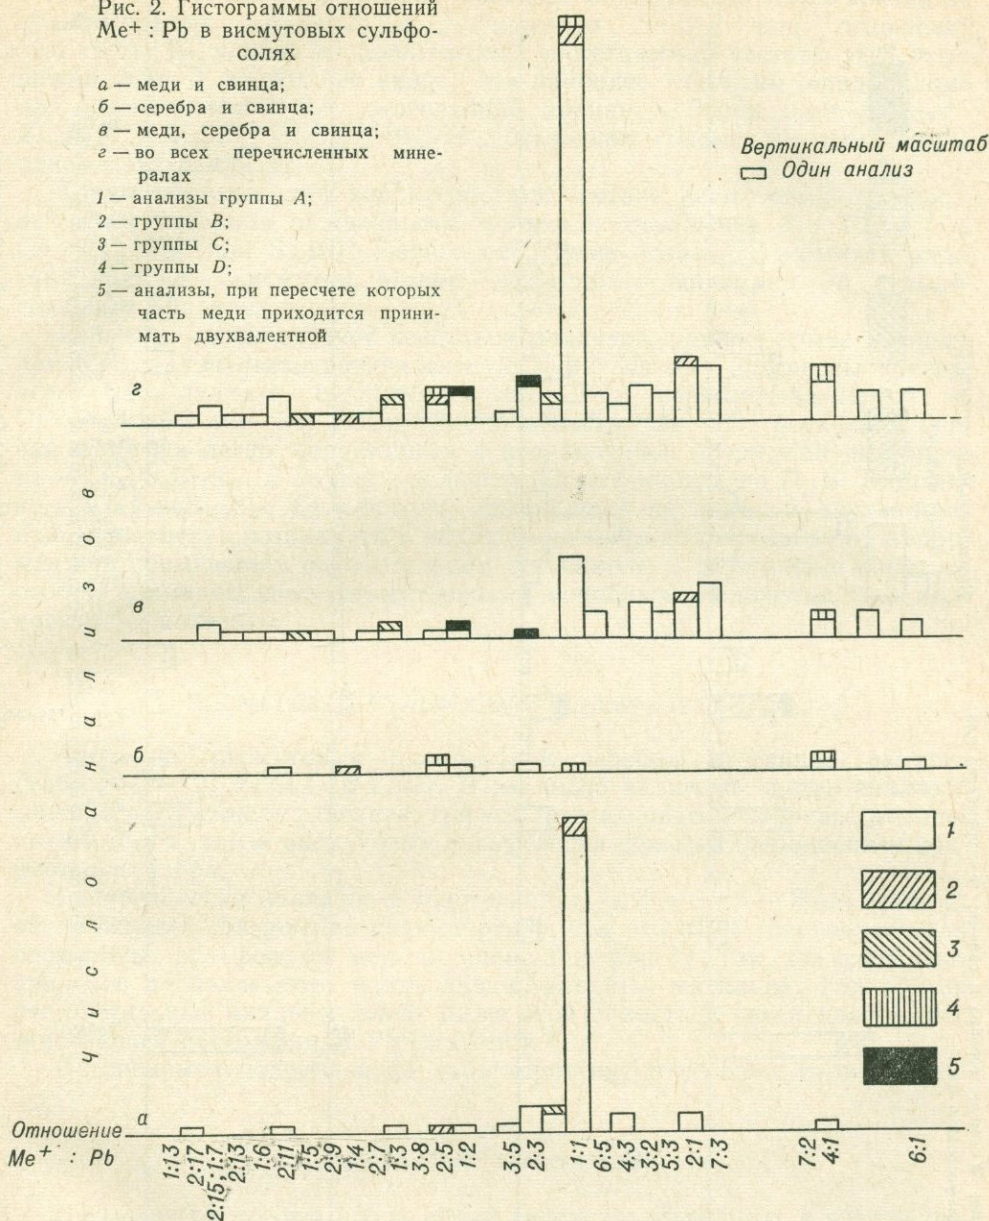 Рис. 2. Гистограммы отношений
Me+ : Pb в висмутовых сульфо-
солях
а — меди и свинца;
б — серебра и свинца;
в — меди, серебра и свинца;
г — во всех перечисленных мине-
ралах
1 — анализы группы A;
2 — группы B;
3 — группы C;
4 — группы D;
5 — анализы, при пересчете которых
часть меди приходится прини-
мать двухвалентной
Вертикальный масштаб
Один анализ
г
в
б
а
Число анализов
1
2
3
4
5
Отношение
Me+ : Pb
1:13
2:17
2:15; 1:7
2:13
1:6
2:11
1:5
2:9
1:4
2:7
1:3
3:8
2:5
1:2
3:5
2:3
1:1
6:5
4:3
3:2
5:3
2:1
7:3
7:2
4:1
6:1